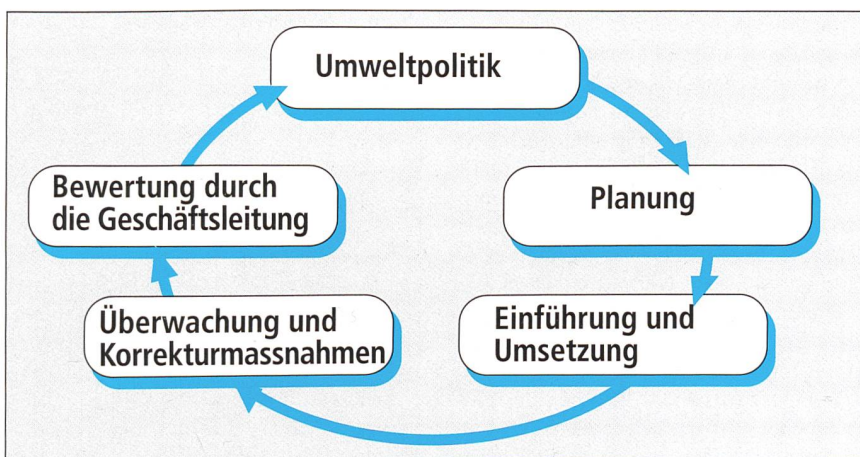 Umweltpolitik
Planung
Einführung und
Umsetzung
Überwachung und
Korrekturmassnahmen
Bewertung durch
die Geschäftsleitung